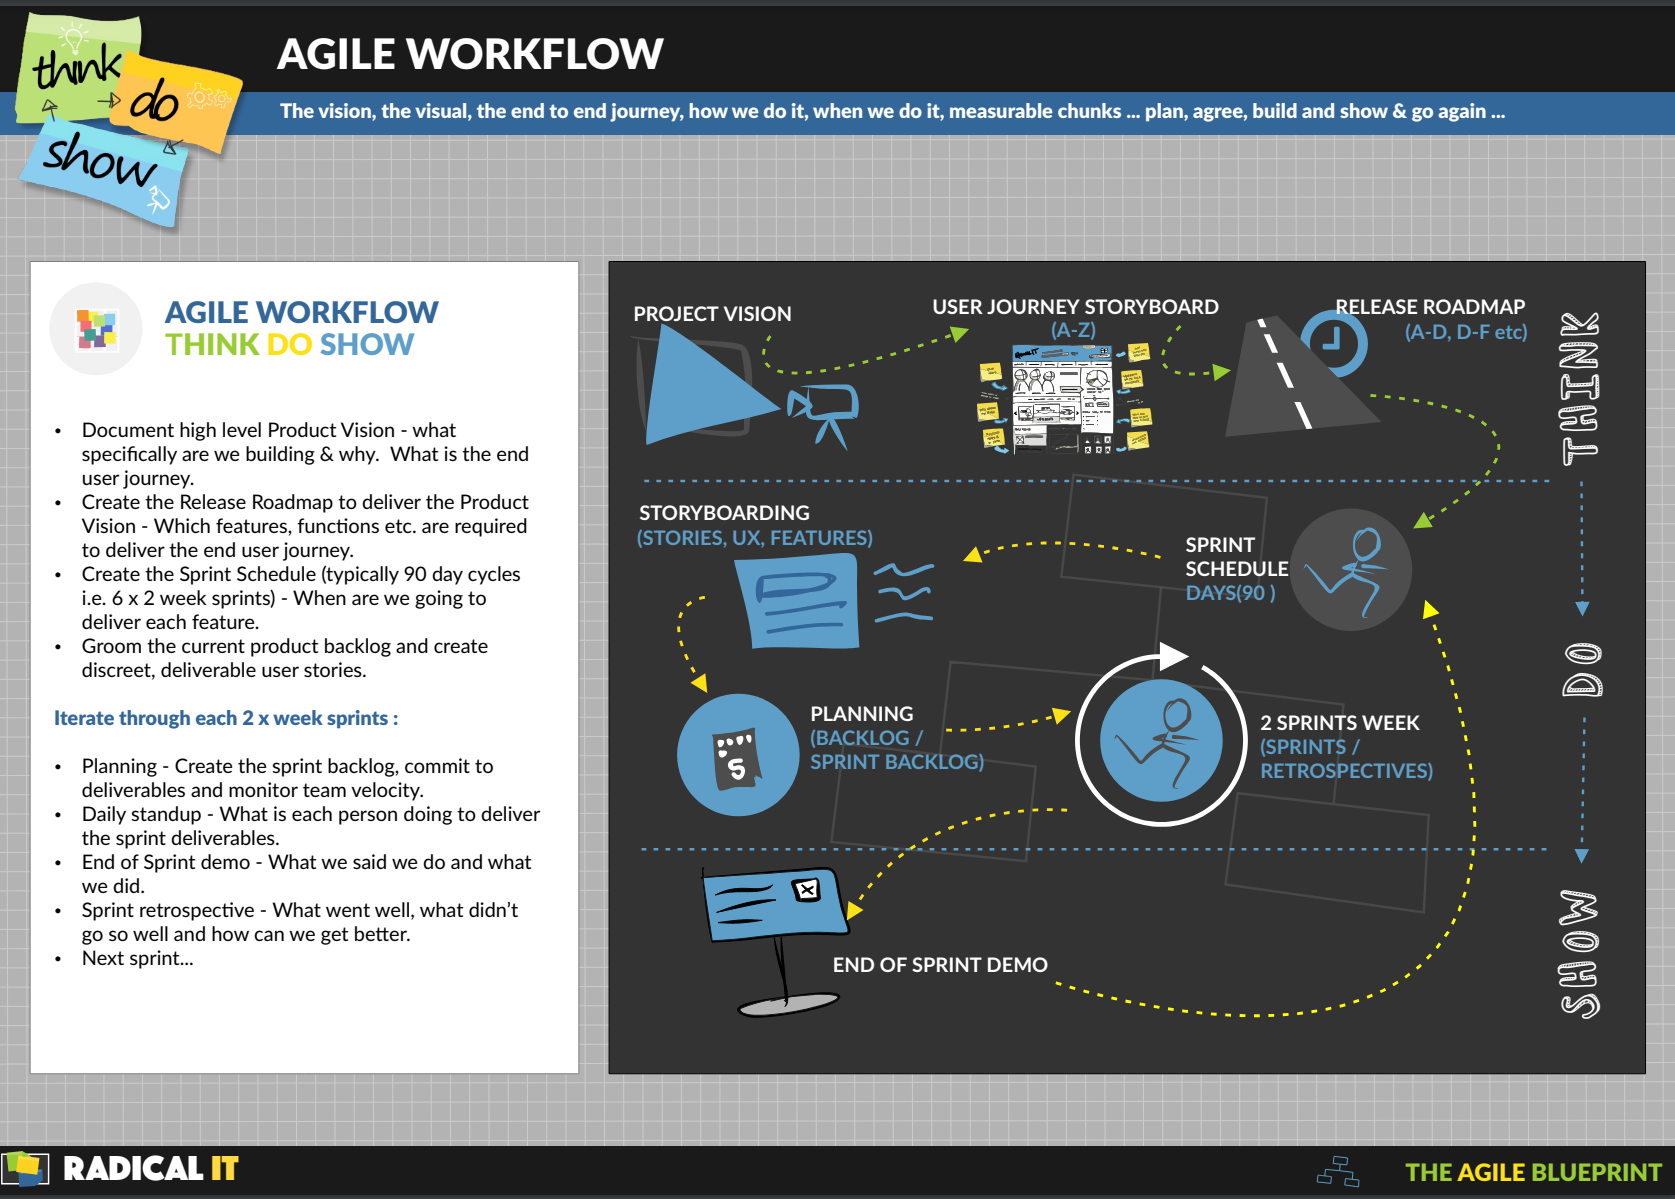 think
do
show
AGILE WORKFLOW
The vision, the visual, the end to end journey, how we do it, when we do it, measurable chunks ... plan, agree, build and show & go again ...
AGILE WORKFLOW
THINK DO SHOW
• Document high level Product Vision - what
specifically are we building & why.  What is the end
user journey.
• Create the Release Roadmap to deliver the Product
Vision - Which features, functions etc. are required
to deliver the end user journey.
• Create the Sprint Schedule (typically 90 day cycles
i.e. 6 x 2 week sprints) - When are we going to
deliver each feature.
• Groom the current product backlog and create
discreet, deliverable user stories.
Iterate through each 2 x week sprints :
• Planning - Create the sprint backlog, commit to
deliverables and monitor team velocity.
• Daily standup - What is each person doing to deliver
the sprint deliverables.
• End of Sprint demo - What we said we do and what
we did.
• Sprint retrospective - What went well, what didn't
go so well and how can we get better.
• Next sprint...
PROJECT VISION
USER JOURNEY STORYBOARD
(A-Z)
RELEASE ROADMAP
(A-D, D-F etc)
THINK
STORYBOARDING
(STORIES, UX, FEATURES)
SPRINT
SCHEDULE
DAYS(90 )
DO
PLANNING
(BACKLOG /
SPRINT BACKLOG)
S
2 SPRINTS WEEK
(SPRINTS /
RETROSPECTIVES)
END OF SPRINT DEMO
SHOW
RADICAL IT
THE AGILE BLUEPRINT